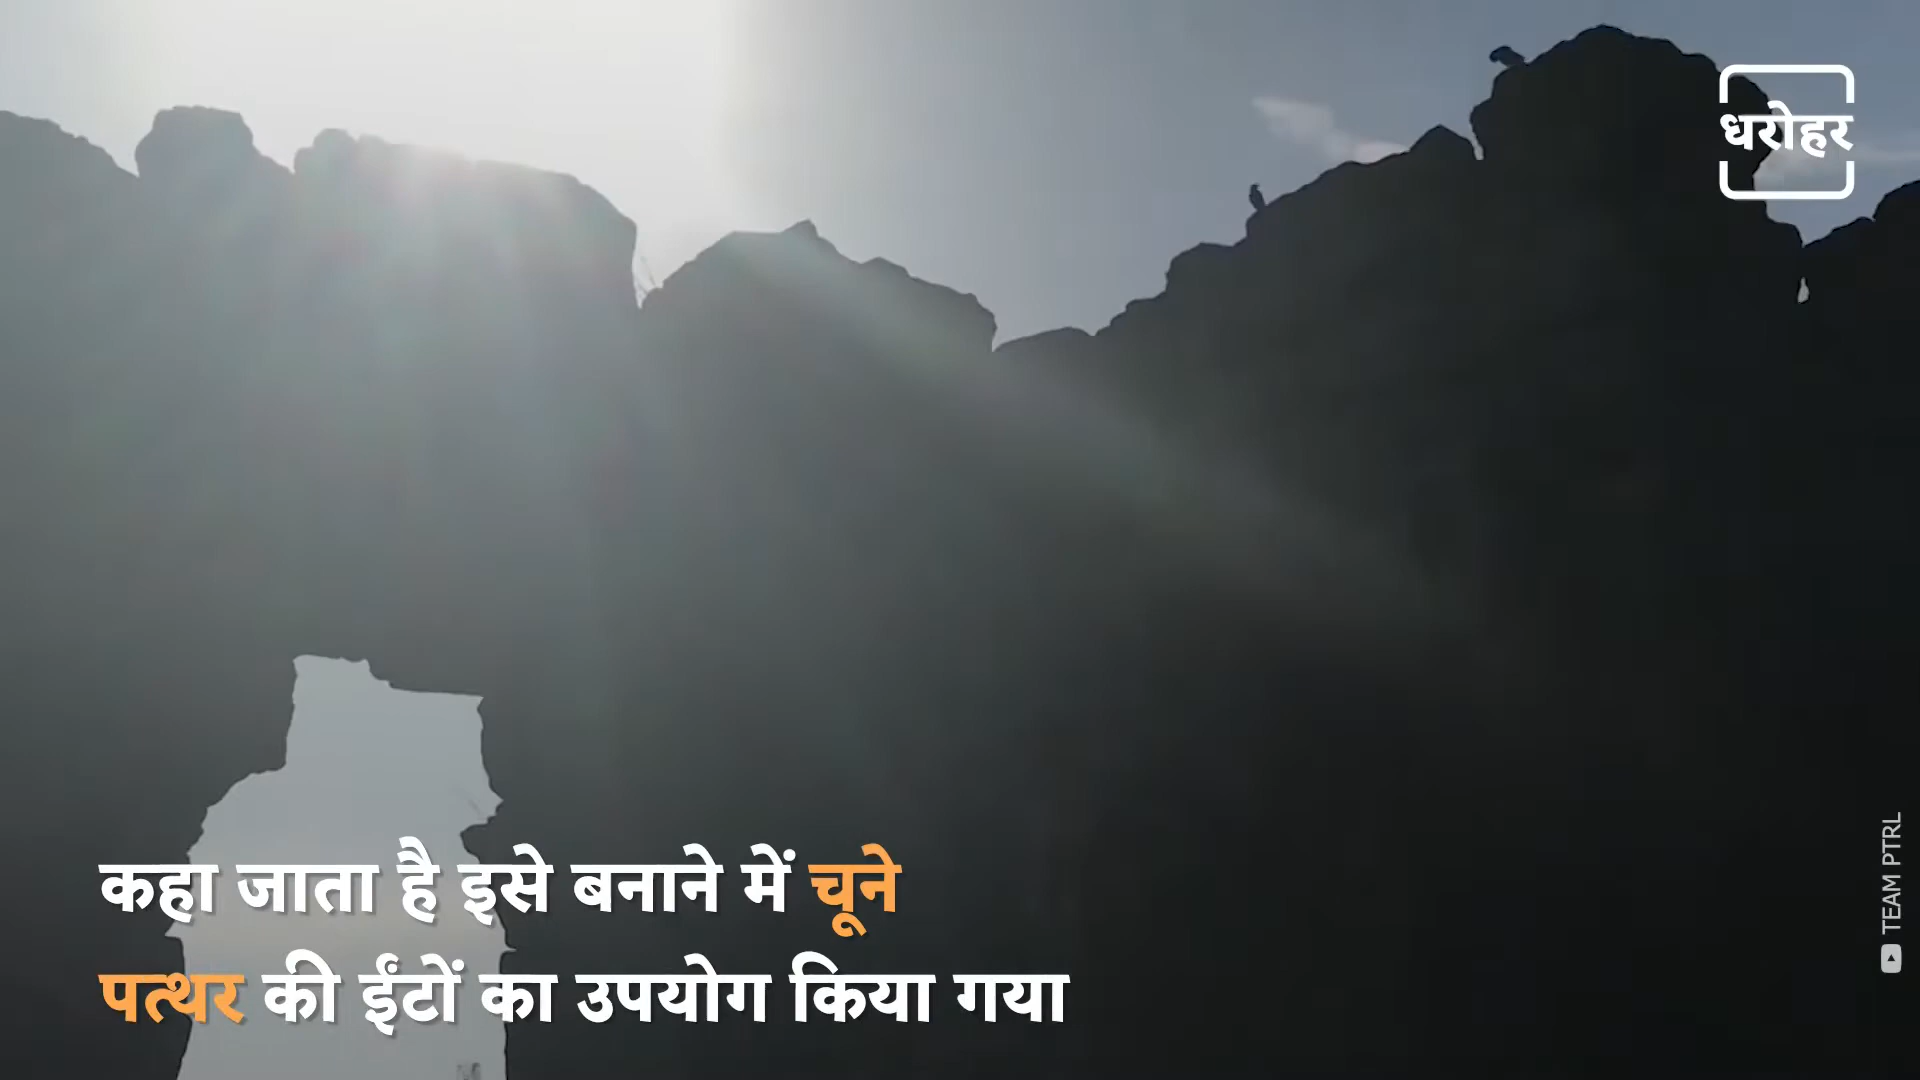 धरोहर
कहा जाता है इसे बनाने में चूने
पत्थर की ईंटों का उपयोग किया गया
TEAM PTRL